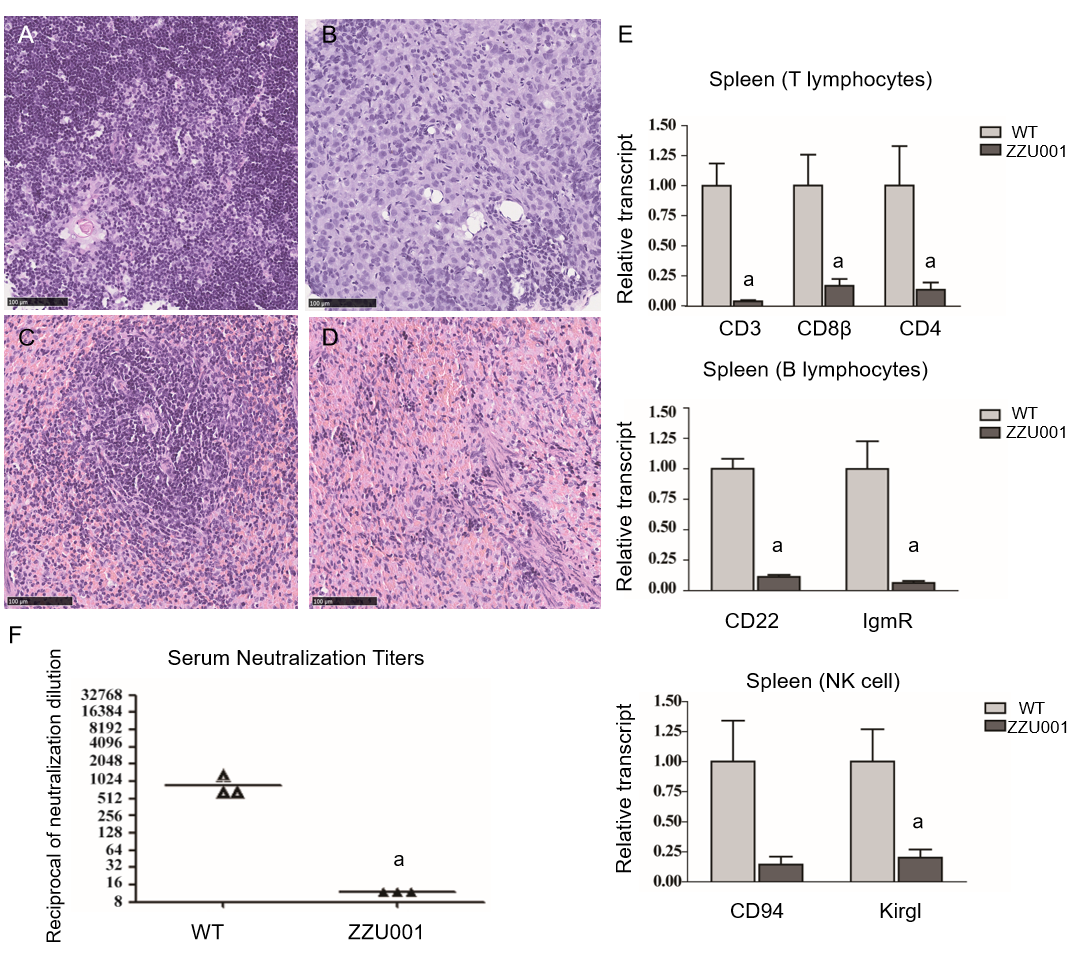 A
B
100 µm
100 µm
C
D
100 µm
100 µm
E
Spleen (T lymphocytes)
Relative transcript
1.50
1.25
1.00
0.75
0.50
0.25
0.00
WT
ZZU001
a
a
a
CD3
CD8β
CD4
Spleen (B lymphocytes)
Relative transcript
1.50
1.25
1.00
0.75
0.50
0.25
0.00
WT
ZZU001
a
a
CD22
IgmR
Spleen (NK cell)
Relative transcript
1.50
1.25
1.00
0.75
0.50
0.25
0.00
WT
ZZU001
a
CD94
KirgI
F
Serum Neutralization Titers
Reciprocal of neutralization dilution
32768
16384
8192
4096
2048
1024
512
256
128
64
32
16
8
a
WT
ZZU001